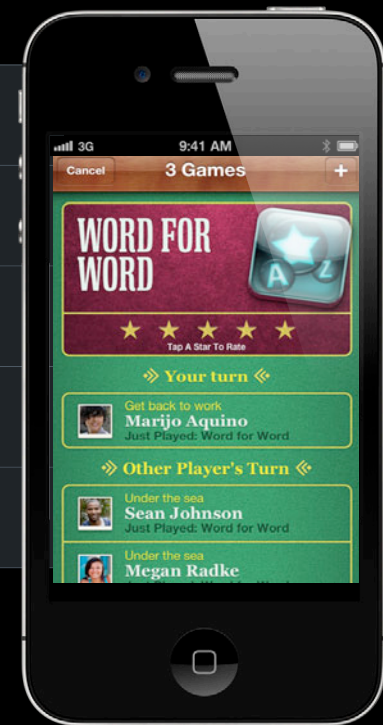 3G 9:41 AM
Cancel 3 Games +
WORD FOR
WORD
A Z
Tap A Star To Rate
Your turn
Get back to work
Marijo Aquino
Just Played: Word for Word
Other Player's Turn
Under the sea
Sean Johnson
Just Played: Word for Word
Under the sea
Megan Radke